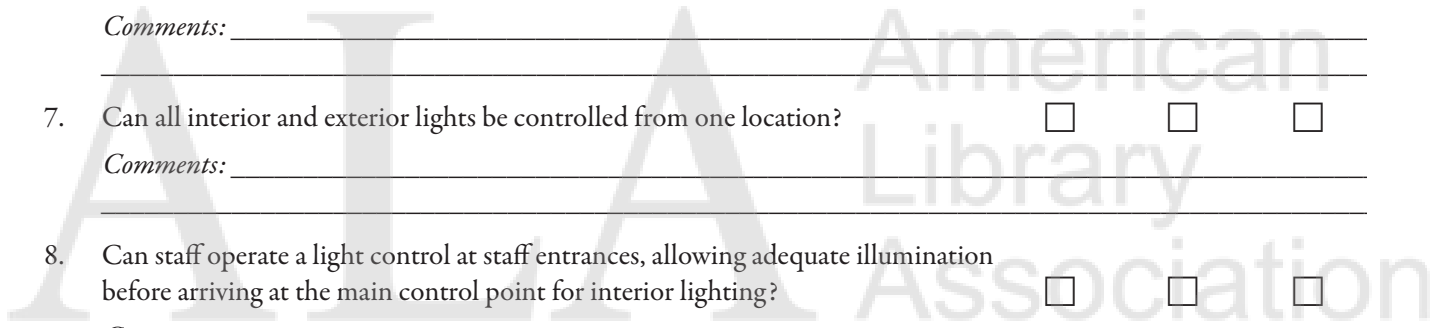 Comments:
7. Can all interior and exterior lights be controlled from one location?
Comments:
8. Can staff operate a light control at staff entrances, allowing adequate illumination
before arriving at the main control point for interior lighting?
ALA American
Library
Association